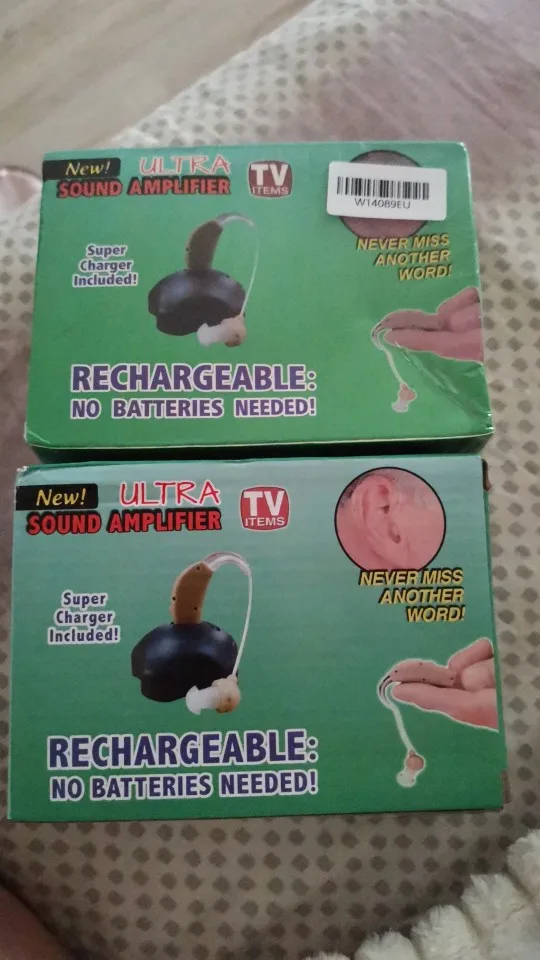 New! ULTRA
SOUND AMPLIFIER
TV
ITEMS
W14089EU
NEVER MISS
ANOTHER
WORD!
Super
Charger
Included!
RECHARGEABLE:
NO BATTERIES NEEDED!
New! ULTRA
SOUND AMPLIFIER
TV
ITEMS
NEVER MISS
ANOTHER
WORD!
Super
Charger
Included!
RECHARGEABLE:
NO BATTERIES NEEDED!